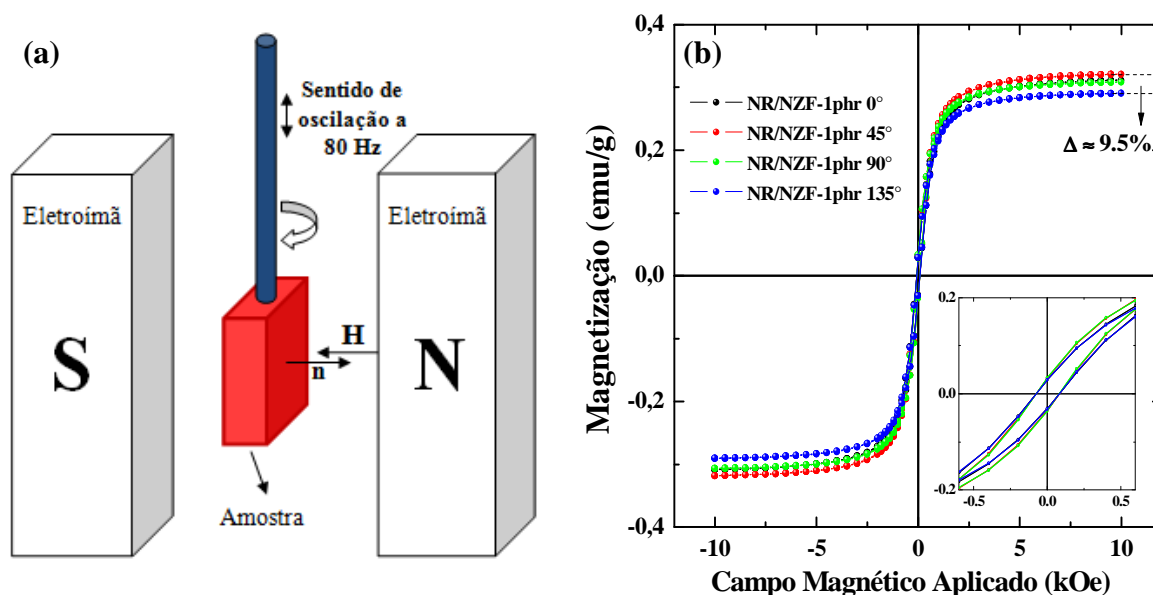 (a)
Sentido de
oscilação a
80 Hz
Eletroímã
S
H
n
Eletroímã
N
Amostra
(b)
Magnetização (emu/g)
0,4
0,2
0,0
-0,2
-0,4
NR/NZF-1phr 0°
NR/NZF-1phr 45°
NR/NZF-1phr 90°
NR/NZF-1phr 135°
Δ ≈ 9.5%
0.2
0.0
-0.2
-0.5 0.0 0.5
-10 -5 0 5 10
Campo Magnético Aplicado (kOe)